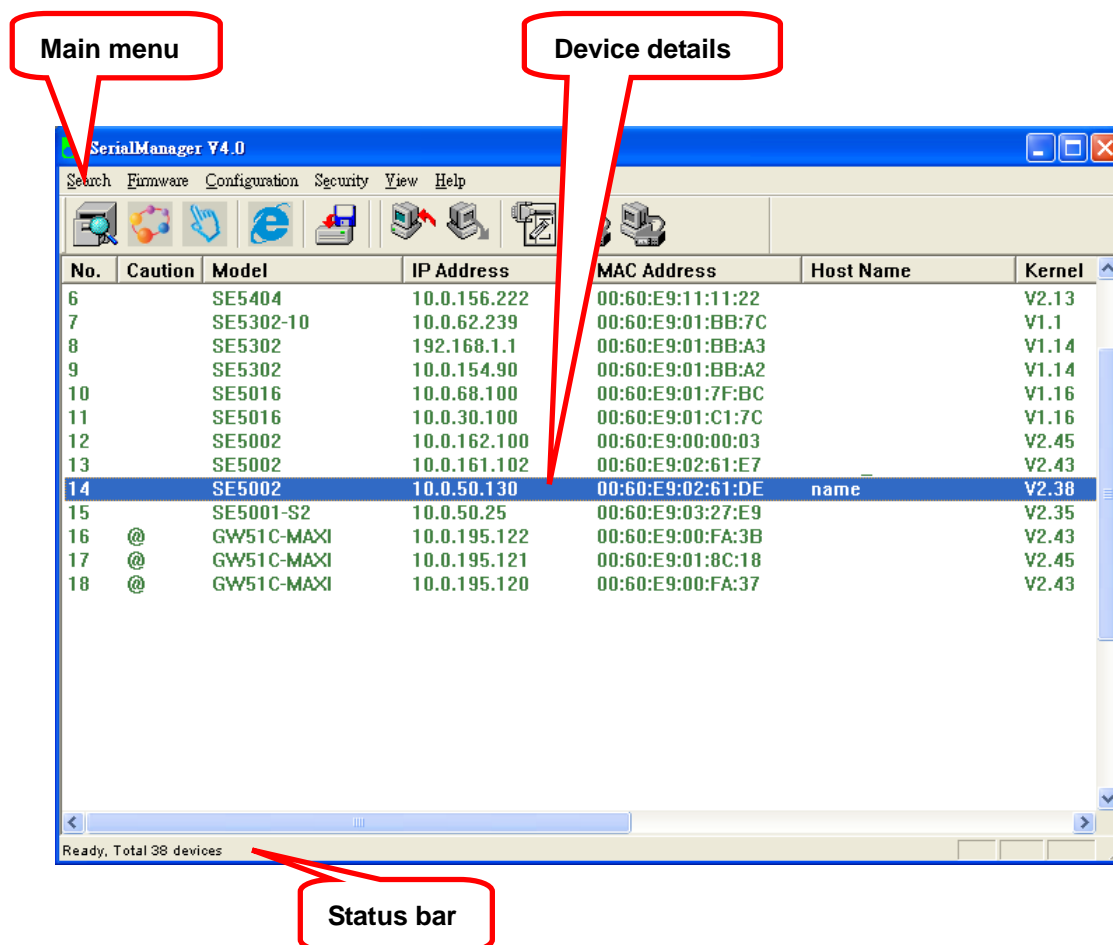 Main menu
Device details
SerialManager V4.0
Search Firmware Configuration Security View Help
No. Caution Model IP Address MAC Address Host Name Kernel
6 SE5404 10.0.156.222 00:60:E9:11:11:22 V2.13
7 SE5302-10 10.0.62.239 00:60:E9:01:BB:7C V1.1
8 SE5302 192.168.1.1 00:60:E9:01:BB:A3 V1.14
9 SE5302 10.0.154.90 00:60:E9:01:BB:A2 V1.14
10 SE5016 10.0.68.100 00:60:E9:01:7F:BC V1.16
11 SE5016 10.0.30.100 00:60:E9:01:C1:7C V1.16
12 SE5002 10.0.162.100 00:60:E9:00:00:03 V2.45
13 SE5002 10.0.161.102 00:60:E9:02:61:E7 _ V2.43
14 SE5002 10.0.50.130 00:60:E9:02:61:DE name V2.38
15 SE5001-S2 10.0.50.25 00:60:E9:03:27:E9 V2.35
16 @ GW51C-MAXI 10.0.195.122 00:60:E9:00:FA:3B V2.43
17 @ GW51C-MAXI 10.0.195.121 00:60:E9:01:8C:18 V2.45
18 @ GW51C-MAXI 10.0.195.120 00:60:E9:00:FA:37 V2.43
Ready, Total 38 devices
Status bar